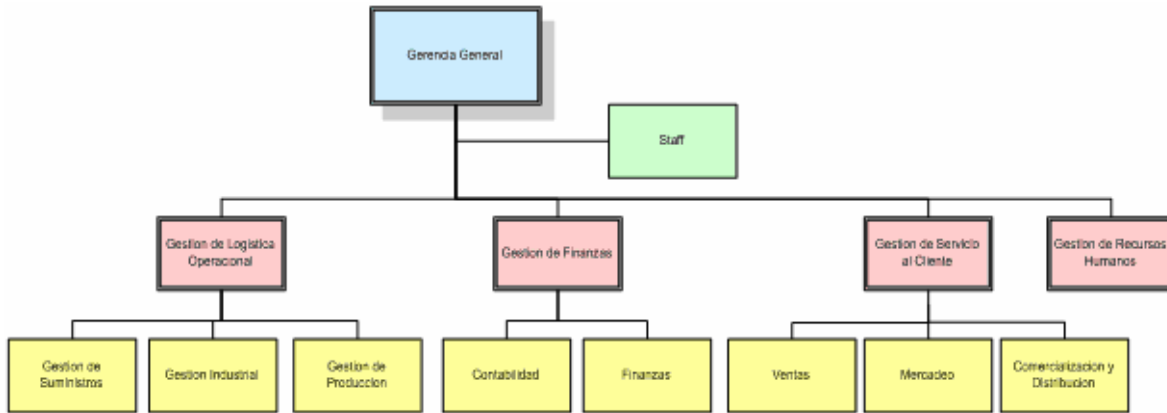 Gerencia General
Staff
Gestion de Logistica
Operacional
Gestion de Finanzas
Gestion de Servicio
al Cliente
Gestion de Recursos
Humanos
Gestion de
Suministros
Gestion Industrial
Gestion de
Produccion
Contabilidad
Finanzas
Ventas
Mercadeo
Comercializacion y
Distribucion